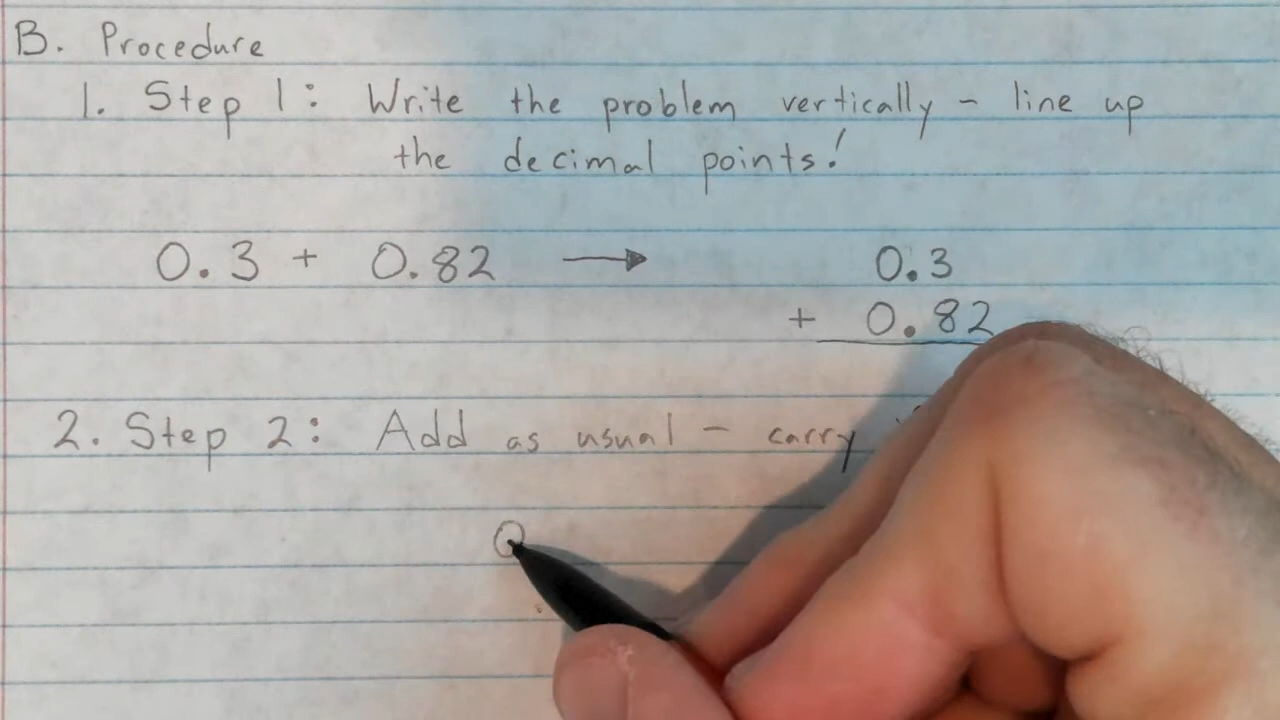 B. Procedure
1. Step 1: Write the problem vertically - line up
the decimal points!
0.3 + 0.82 → 0.3
+ 0.82
2. Step 2: Add as usual - carry
0